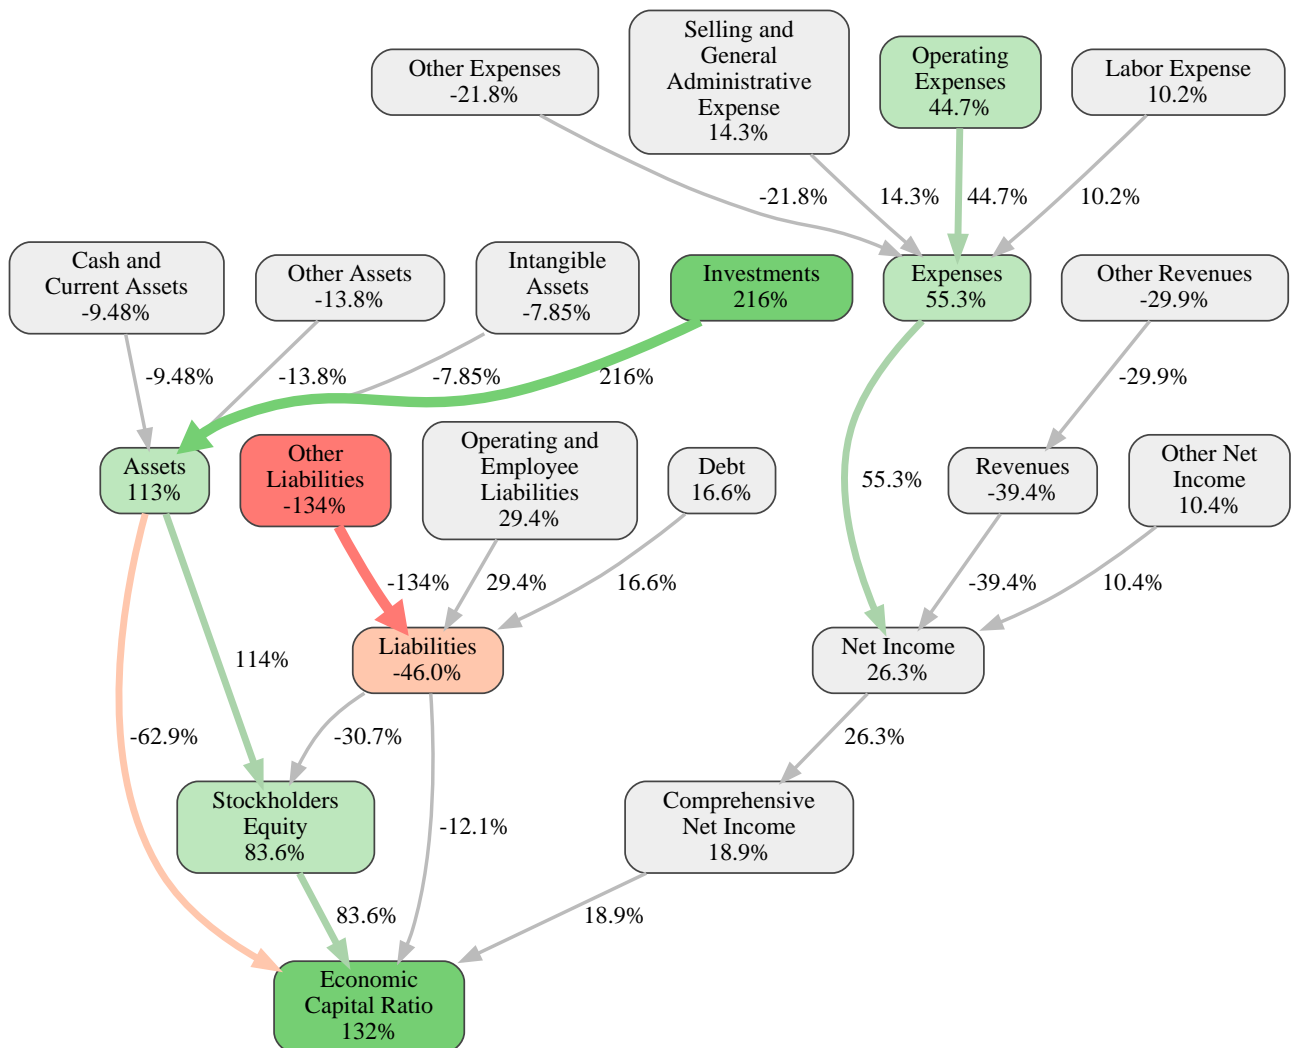 Other Expenses
-21.8%
Selling and
General
Administrative
Expense
14.3%
Operating
Expenses
44.7%
Labor Expense
10.2%
-21.8%
14.3%
44.7%
10.2%
Cash and
Current Assets
-9.48%
Other Assets
-13.8%
Intangible
Assets
-7.85%
Investments
216%
Expenses
55.3%
Other Revenues
-29.9%
-9.48%
-13.8%
-7.85%
216%
-29.9%
Assets
113%
Other
Liabilities
-134%
Operating and
Employee
Liabilities
29.4%
Debt
16.6%
55.3%
Revenues
-39.4%
Other Net
Income
10.4%
-134%
29.4%
16.6%
-39.4%
10.4%
114%
Liabilities
-46.0%
Net Income
26.3%
-62.9%
-30.7%
26.3%
Stockholders
Equity
83.6%
-12.1%
Comprehensive
Net Income
18.9%
83.6%
18.9%
Economic
Capital Ratio
132%